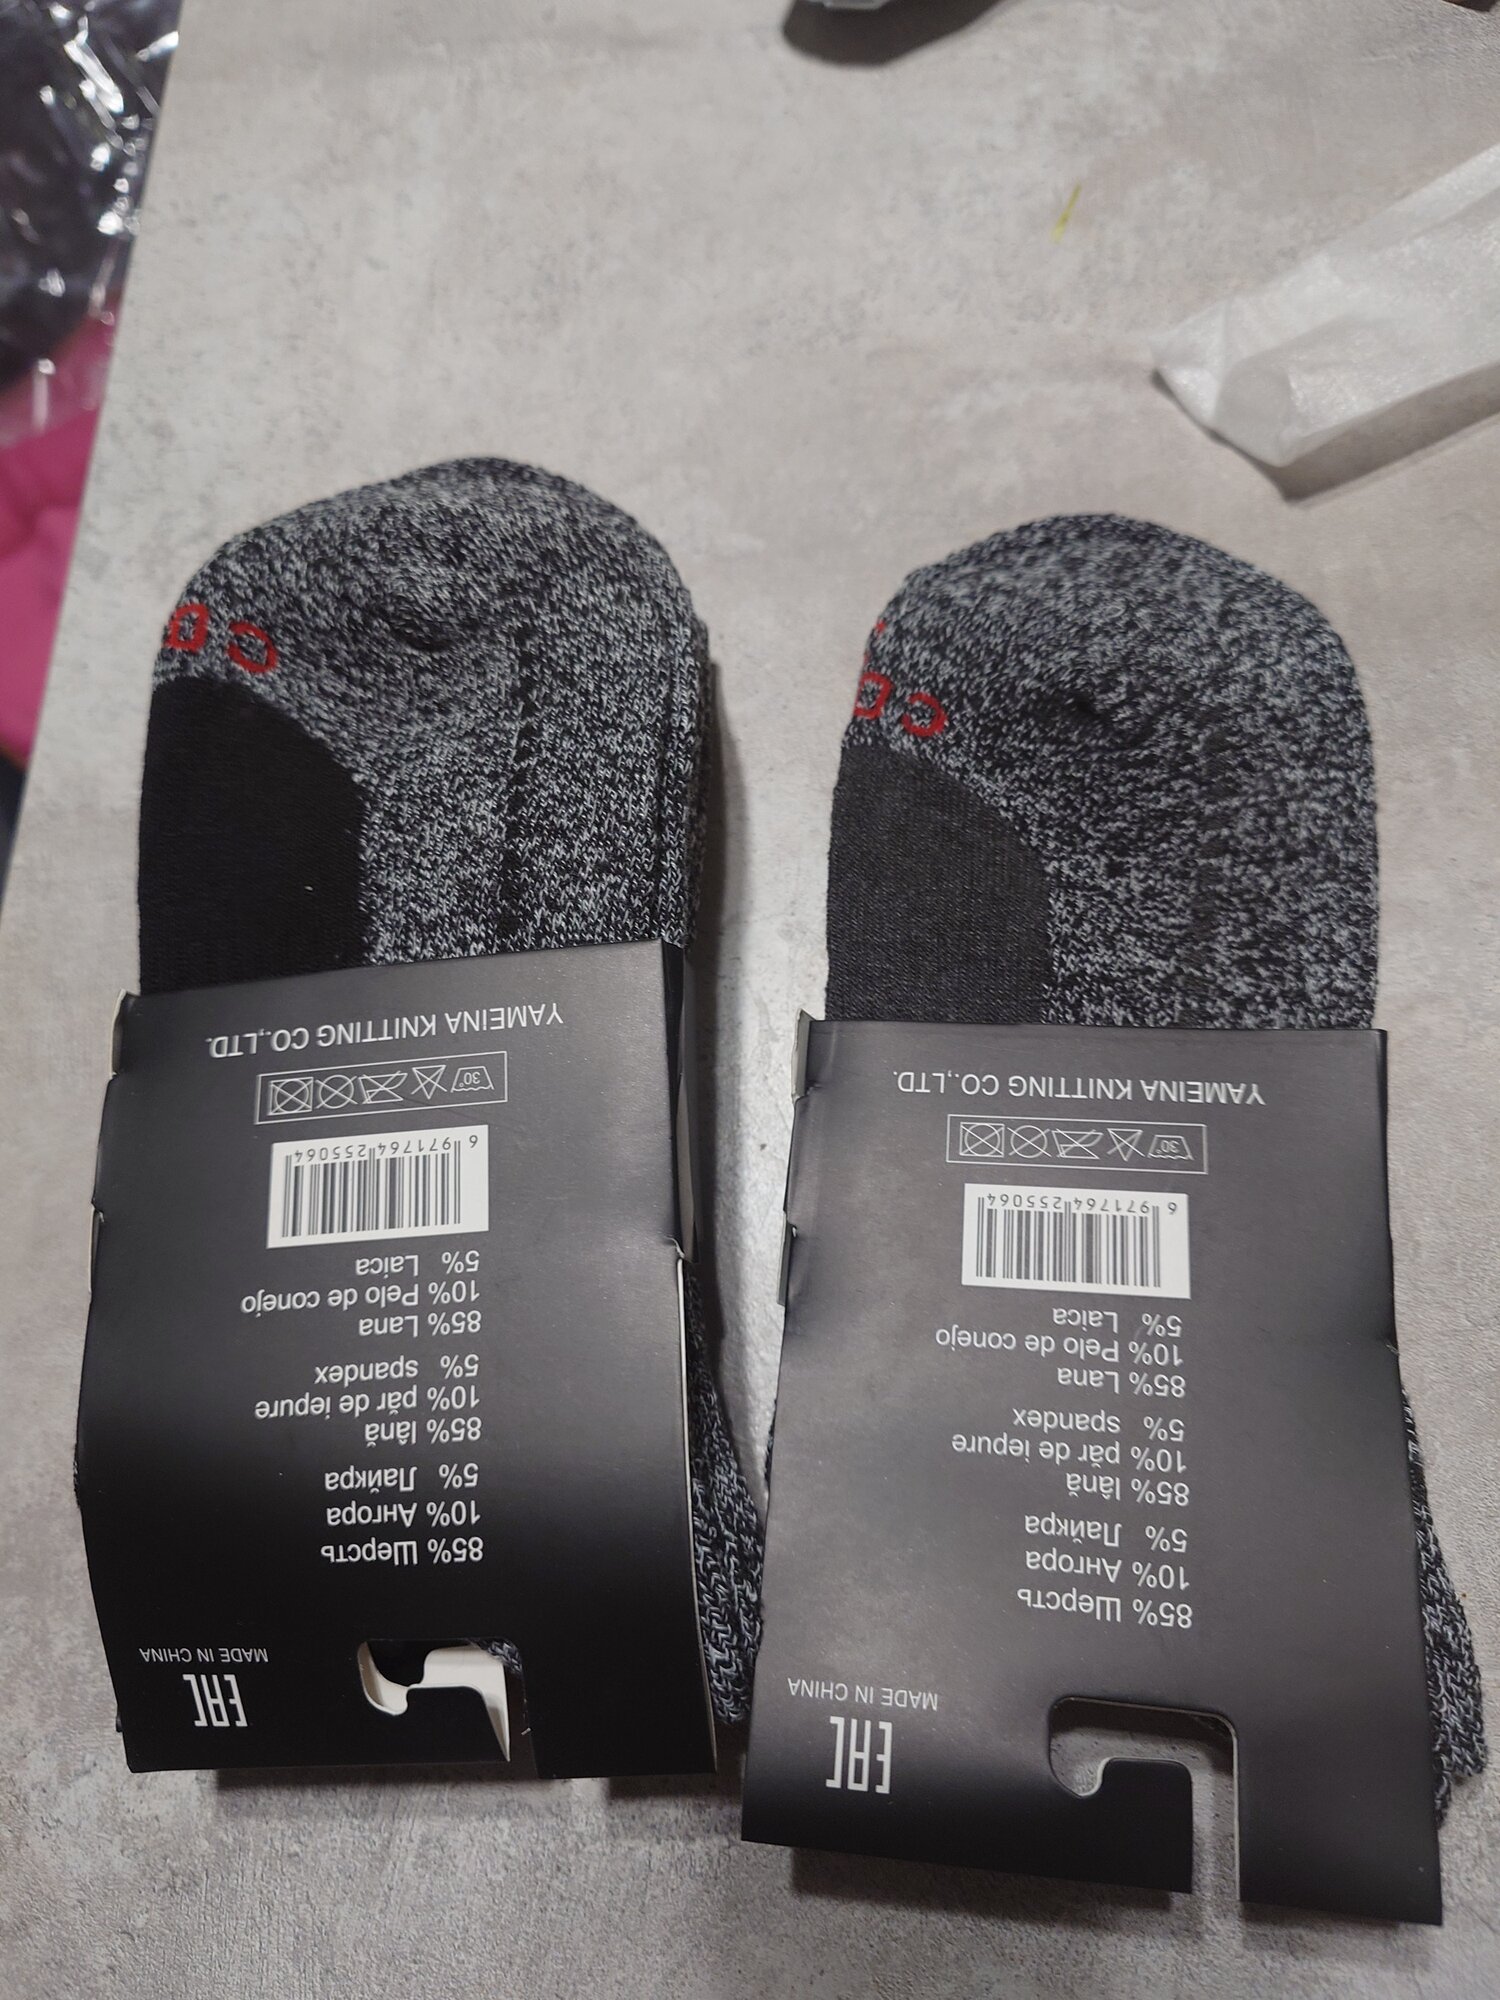 YAMEINA KNITTING CO.,LTD.
30°
6 971764 255064
5% Laica
10% Pelo de conejo
85% Lana
5% spandex
10% păr de iepure
85% lână
5% Лайкра
10% Ангора
85% Шерсть
MADE IN CHINA
EAC
YAMEINA KNITTING CO.,LTD.
30°
6 971764 255064
5% Laica
10% Pelo de conejo
85% Lana
5% spandex
10% păr de iepure
85% lână
5% Лайкра
10% Ангора
85% Шерсть
MADE IN CHINA
EAC